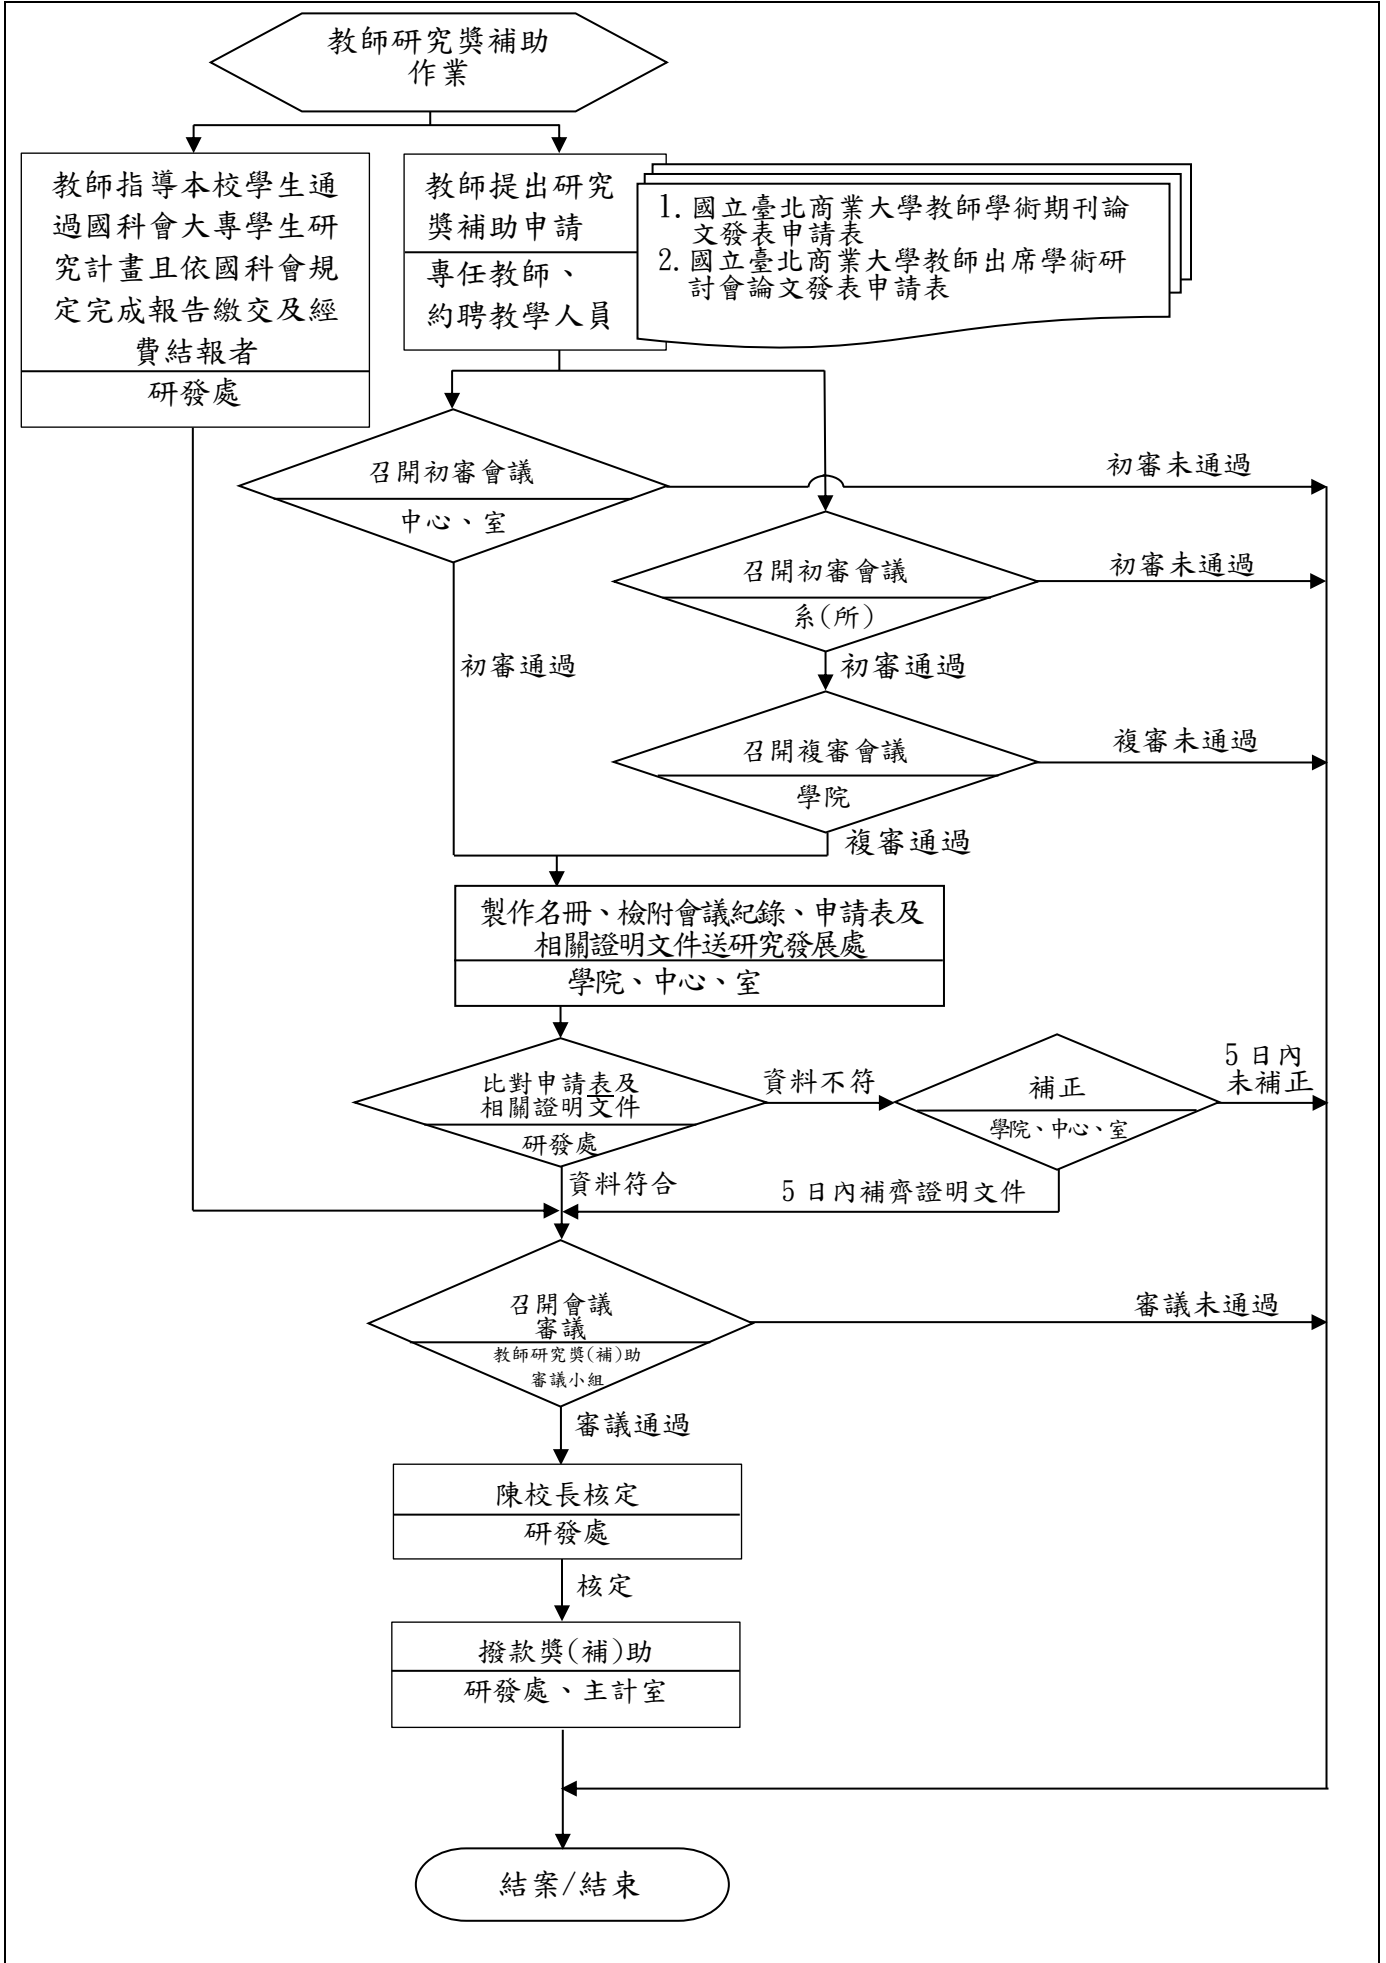 教師研究獎補助
作業
教師指導本校學生通
過國科會大專學生研
究計畫且依國科會規
定完成報告繳交及經
費結報者
研發處
教師提出研究
獎補助申請
專任教師、
約聘教學人員
1. 國立臺北商業大學教師學術期刊論
文發表申請表
2. 國立臺北商業大學教師出席學術研
討會論文發表申請表
召開初審會議
中心、室
初審未通過
召開初審會議
系(所)
初審未通過
初審通過
初審通過
召開複審會議
學院
複審未通過
複審通過
製作名冊、檢附會議紀錄、申請表及
相關證明文件送研究發展處
學院、中心、室
比對申請表及
相關證明文件
研發處
資料不符
補正
學院、中心、室
5 日內
未補正
資料符合
5 日內補齊證明文件
召開會議
審議
教師研究獎(補)助
審議小組
審議未通過
審議通過
陳校長核定
研發處
核定
撥款獎(補)助
研發處、主計室
結案/結束